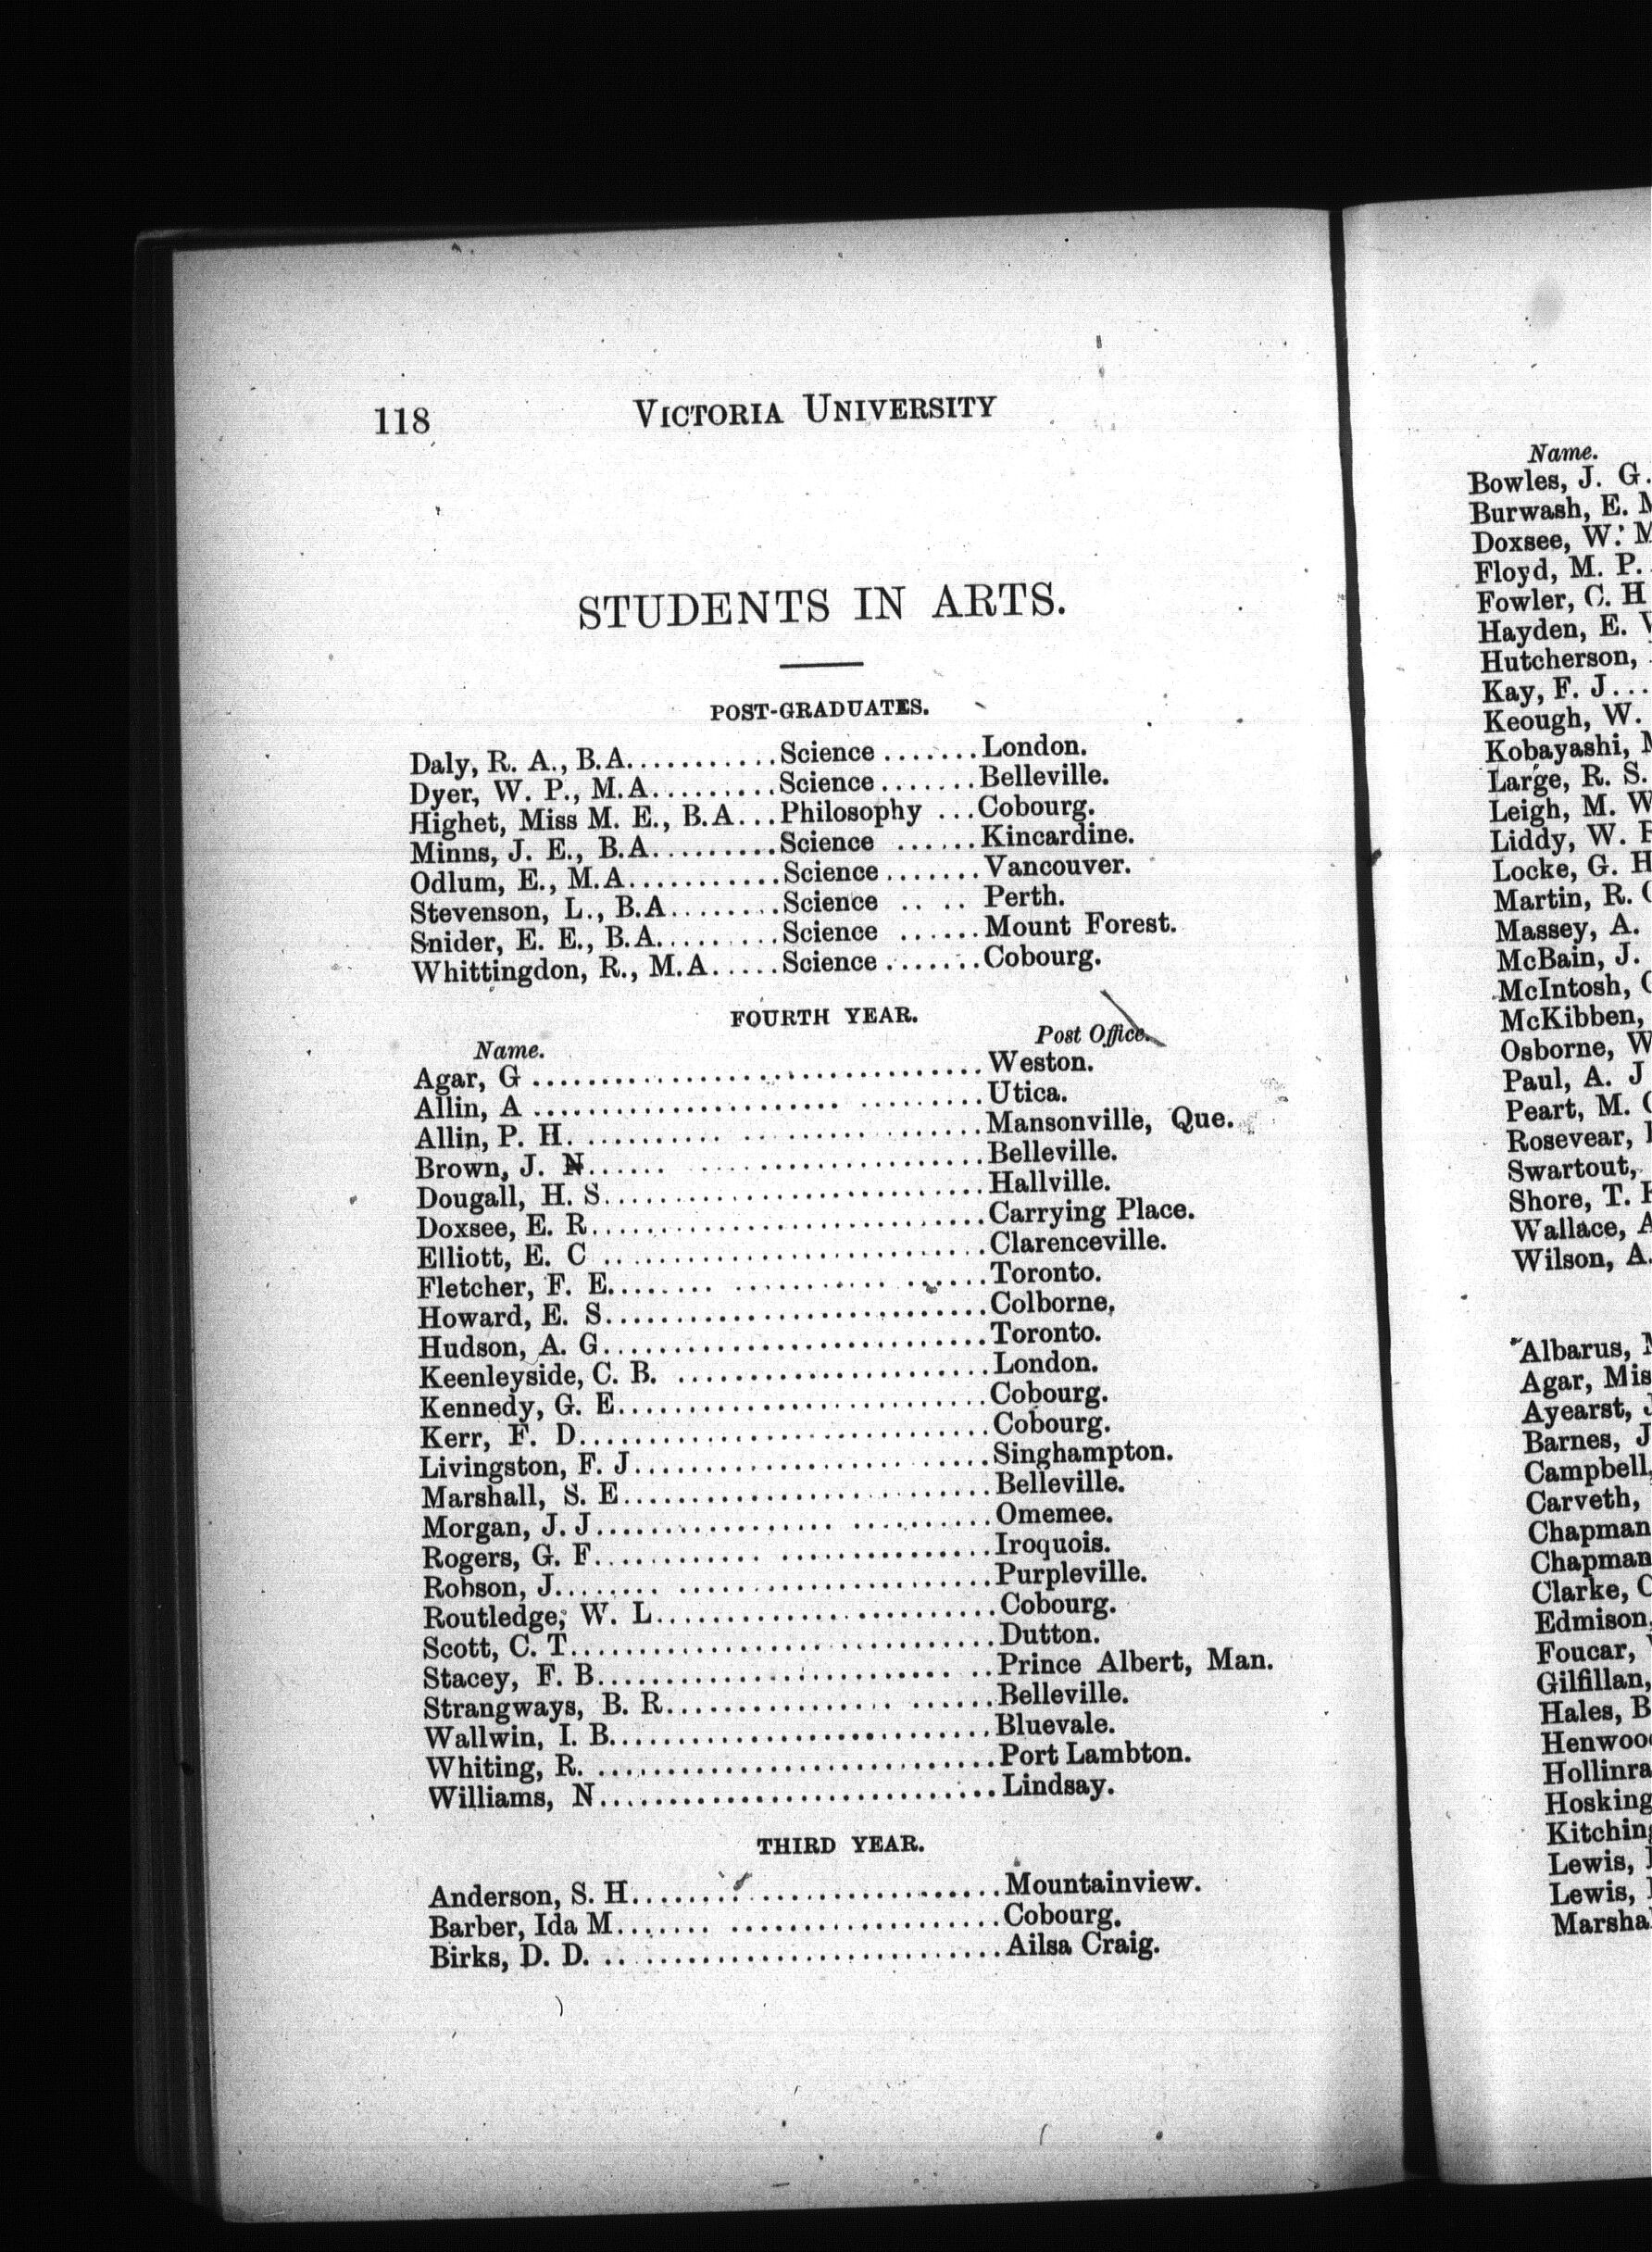 118 VICTORIA UNIVERSITY
STUDENTS IN ARTS.
POST-GRADUATES.
Daly, R. A., B.A...........Science.......London.
Dyer, W. P., M.A.........Science.......Belleville.
Highet, Miss M. E., B.A...Philosophy ...Cobourg.
Minns, J. E., B.A.........Science ......Kincardine.
Odlum, E., M.A...........Science.......Vancouver.
Stevenson, L., B.A........Science .. .. Perth.
Snider, E. E., B.A.........Science ......Mount Forest.
Whittingdon, R., M.A.....Science.......Cobourg.
FOURTH YEAR.
Name. Post Office.
Agar, G ................................Weston.
Allin, A ...................... .........Utica.
Allin, P. H............. ..................Mansonville, Que.
Brown, J. N...... .....................Belleville.
Dougall, H. S............................Hallville.
Doxsee, E. R.............................Carrying Place.
Elliott, E. C ............................Clarenceville.
Fletcher, F. E........ ........... ......Toronto.
Howard, E. S............................Colborne,
Hudson, A. G............................Toronto.
Keenleyside, C. B. .......................London.
Kennedy, G. E...........................Cobourg.
Kerr, F. D..............................Cobourg.
Livingston, F. J..........................Singhampton.
Marshall, S. E...........................Belleville.
Morgan, J. J.................. ..........Omemee.
Rogers, G. F............ ................Iroquois.
Robson, J........ .......................Purpleville.
Routledge, W. L.........................Cobourg.
Scott, C. T...............................Dutton.
Stacey, F. B............................ ..Prince Albert, Man.
Strangways, B. R................ ......Belleville.
Wallwin, I. B............................Bluevale.
Whiting, R. .............................Port Lambton.
Williams, N.............................Lindsay.
THIRD YEAR.
Anderson, S. H....... ...................Mountainview.
Barber, Ida M....... ....................Cobourg.
Birks, D. D. .. ..........................Ailsa Craig.
Name.
Bowles, J. G.
Burwash, E.
Doxsee, W.
Floyd, M. P.
Fowler, C. H
Hayden, E.
Hutcherson,
Kay, F. J...
Keough, W.
Kobayashi,
Large, R. S.
Leigh, M. W
Liddy, W.
Locke, G. H
Martin, R.
Massey, A.
McBain, J.
McIntosh,
McKibben,
Osborne, W
Paul, A. J
Peart, M.
Rosevear,
Swartout,
Shore, T.
Wallace, A
Wilson, A.
Albarus,
Agar, Mis
Ayearst,
Barnes, J
Campbell,
Carveth,
Chapman
Chapman
Clarke, C
Edmison,
Foucar,
Gilfillan,
Hales, B
Henwoo
Hollinra
Hosking
Kitching
Lewis,
Lewis,
Marshal